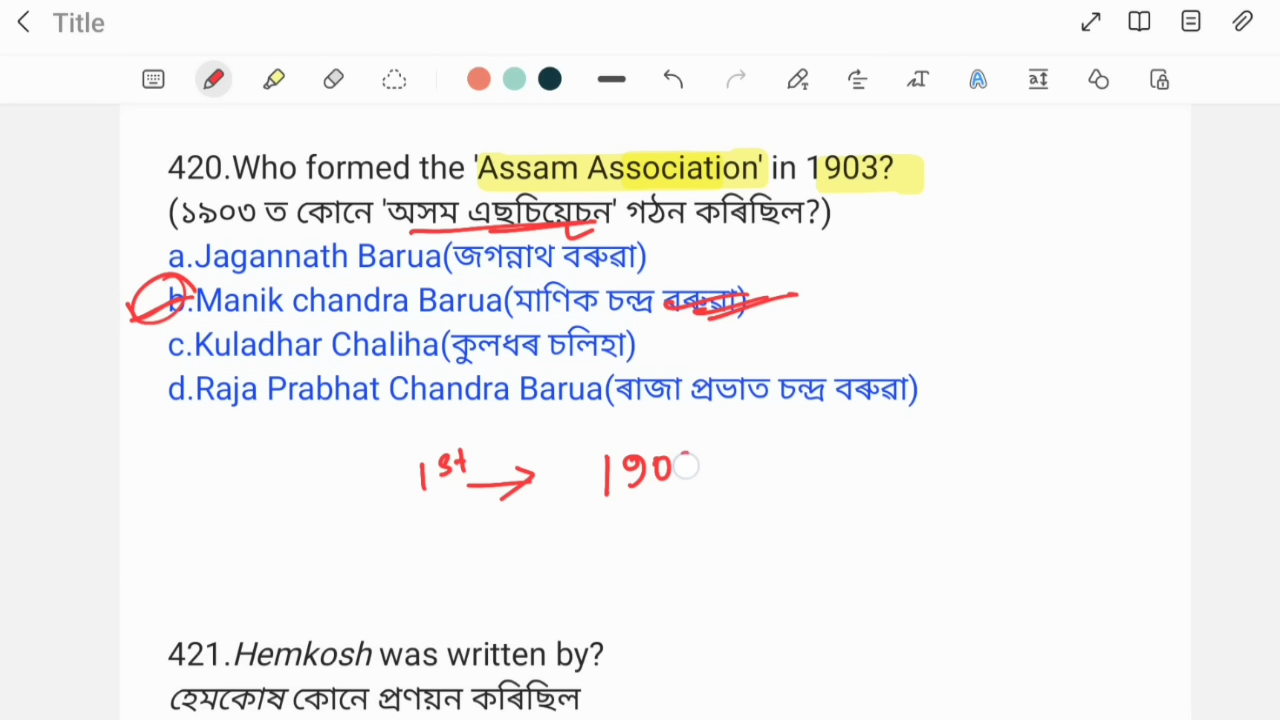 Title
420.Who formed the 'Assam Association' in 1903?
(১৯০৩ ত কোনে 'অসম এছচিয়েচন' গঠন কৰিছিল?)
a.Jagannath Barua(জগন্নাথ বৰুৱা)
b.Manik chandra Barua(মাণিক চন্দ্ৰ বৰুৱা)
c.Kuladhar Chaliha(কুলধৰ চলিহা)
d.Raja Prabhat Chandra Barua(ৰাজা প্ৰভাত চন্দ্ৰ বৰুৱা)
1st → 190
421.Hemkosh was written by?
হেমকোষ কোনে প্ৰণয়ন কৰিছিল